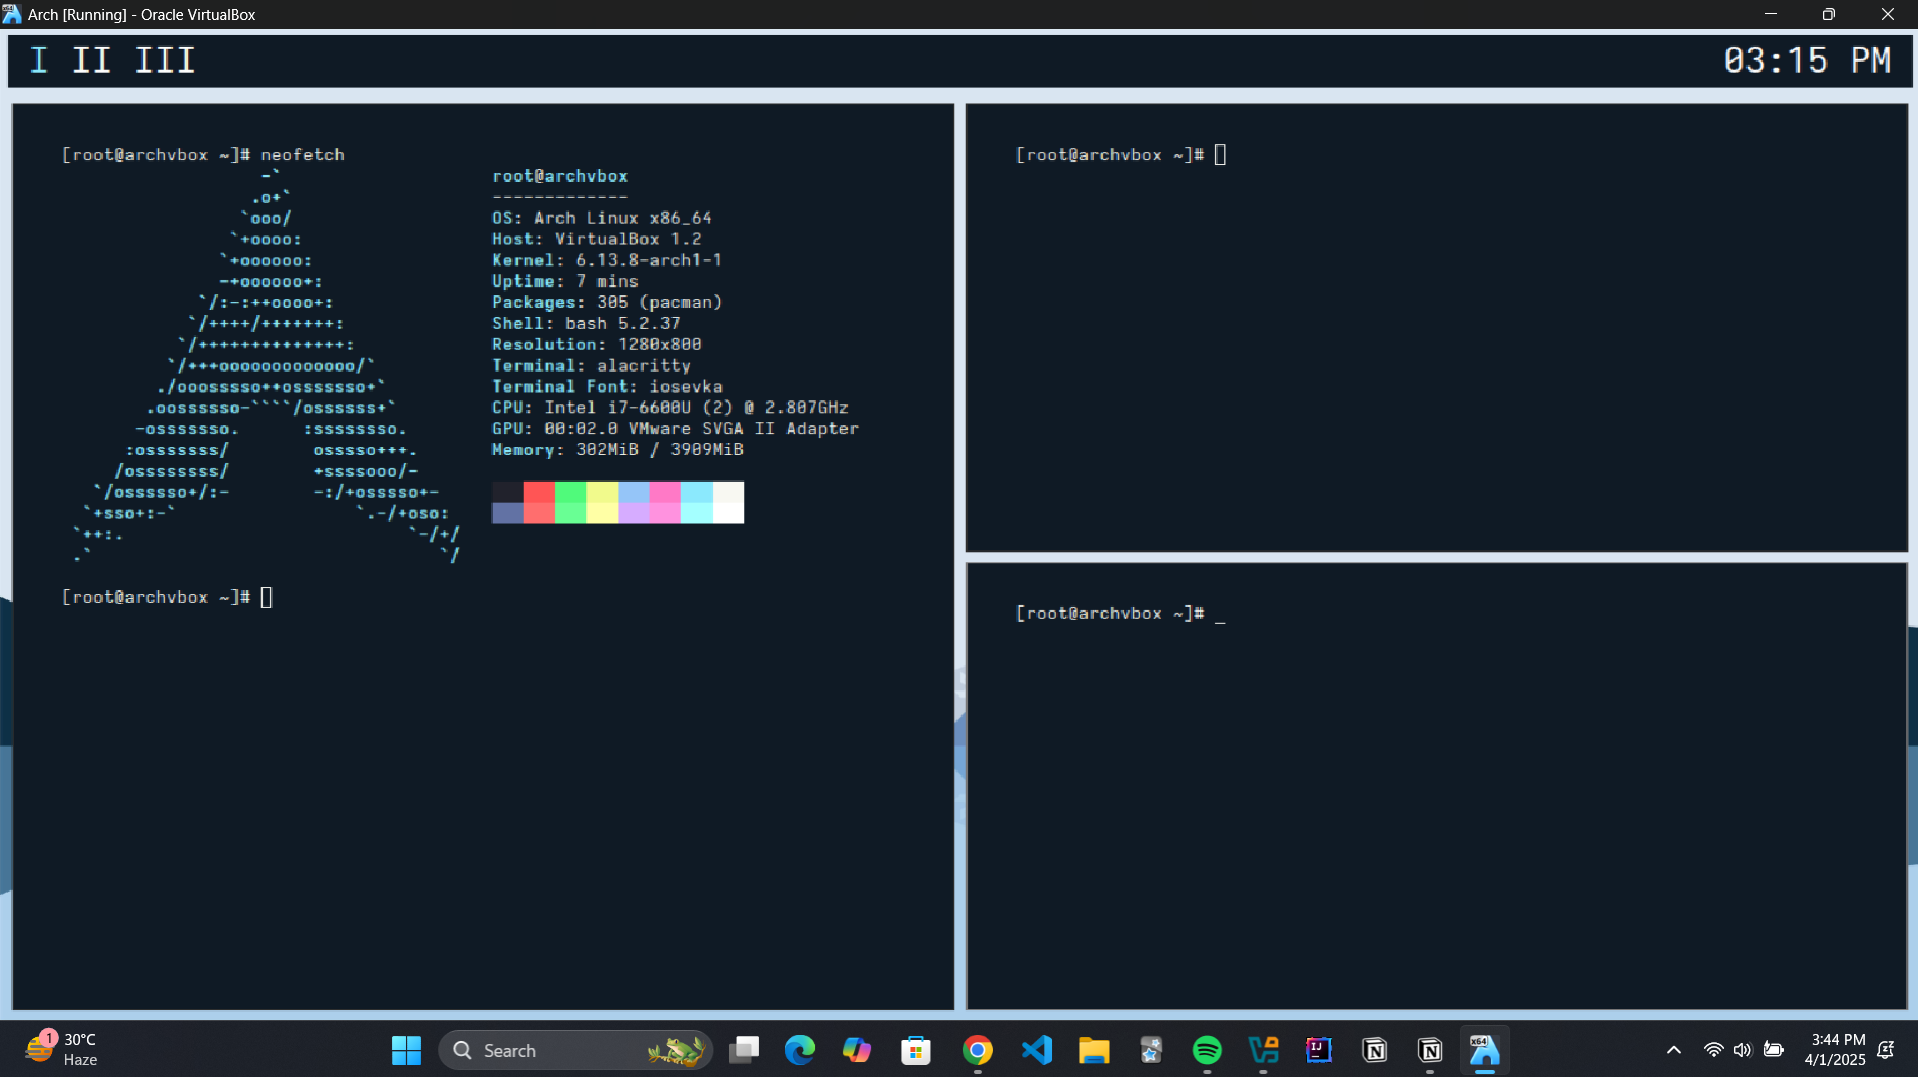 Arch [Running] - Oracle VirtualBox
I II III
03:15 PM
[root@archvbox ~]# neofetch
-`
.o+`
`ooo/
`+oooo:
`+oooooo:
-+oooooo+:
`/:-:++oooo+:
`/++++/+++++++:
`/++++++++++++++:
`/+++ooooooooooooo/`
./ooosssso++osssssso+`
.oossssso-````/ossssss+`
-osssssso.      :ssssssso.
:osssssss/        osssso+++.
/ossssssss/        +ssssooo/-
`/ossssso+/:-        -:/+osssso+-
`+sso+:-`                 `.-/+oso:
`++:.                           `-/+/
.`                                 `/
root@archvbox
-------------
OS: Arch Linux x86_64
Host: VirtualBox 1.2
Kernel: 6.13.8-arch1-1
Uptime: 7 mins
Packages: 305 (pacman)
Shell: bash 5.2.37
Resolution: 1280x800
Terminal: alacritty
Terminal Font: iosevka
CPU: Intel i7-6600U (2) @ 2.807GHz
GPU: 00:02.0 VMware SVGA II Adapter
Memory: 302MiB / 3909MiB
[root@archvbox ~]#
[root@archvbox ~]#
[root@archvbox ~]# _
1
30°C
Haze
Search
IJ
x64
3:44 PM
4/1/2025